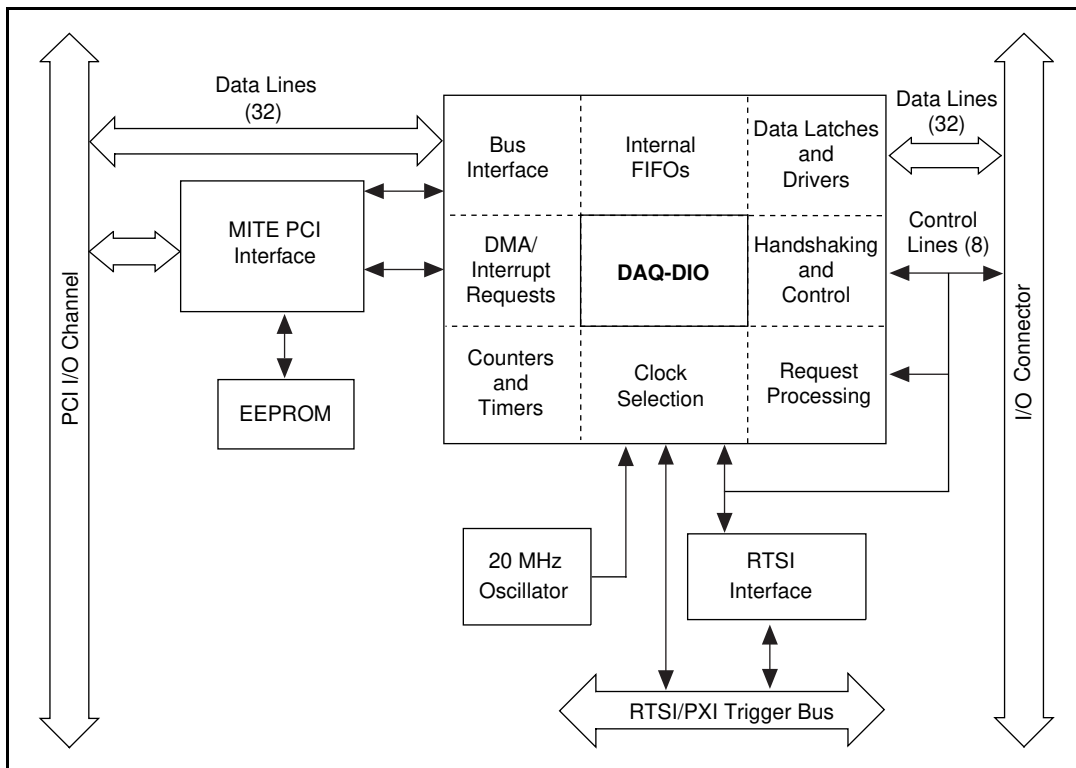 Data Lines
(32)
Data Lines
(32)
Bus
Interface
Internal
FIFOs
Data Latches
and
Drivers
MITE PCI
Interface
DMA/
Interrupt
Requests
DAQ-DIO
Handshaking
and
Control
Control
Lines (8)
PCI I/O Channel
I/O Connector
EEPROM
Counters
and
Timers
Clock
Selection
Request
Processing
20 MHz
Oscillator
RTSI
Interface
RTSI/PXI Trigger Bus